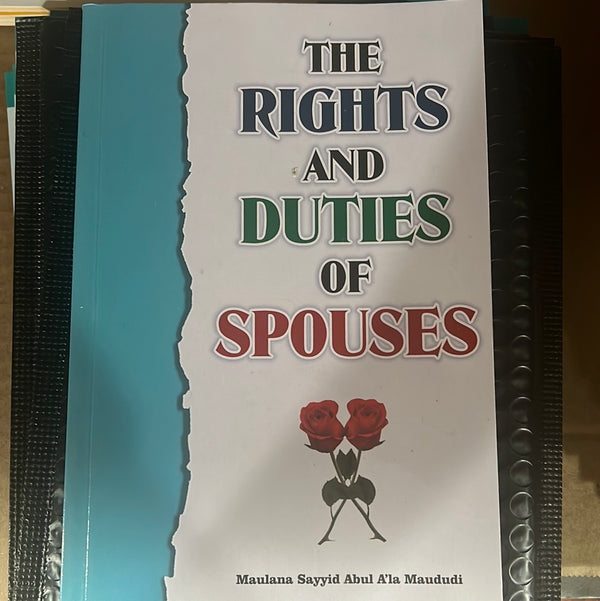 THE
RIGHTS
AND
DUTIES
OF
SPOUSES
Maulana Sayyid Abul A'la Maududi